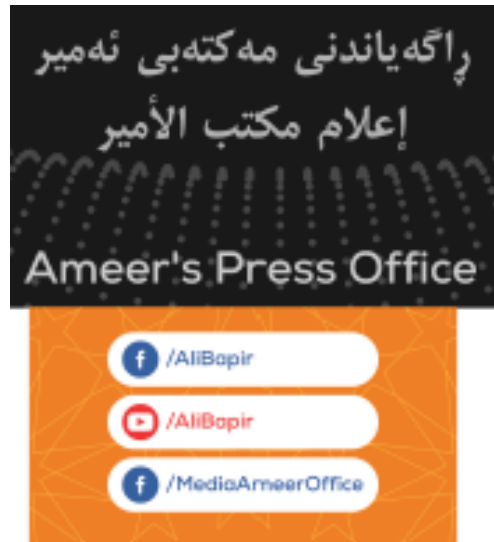 ڕاگەیاندنی مەکتەبی ئەمیر
إعلام مكتب الأمير
Ameer's Press Office
/AliBapir
/AliBapir
/MediaAmeerOffice